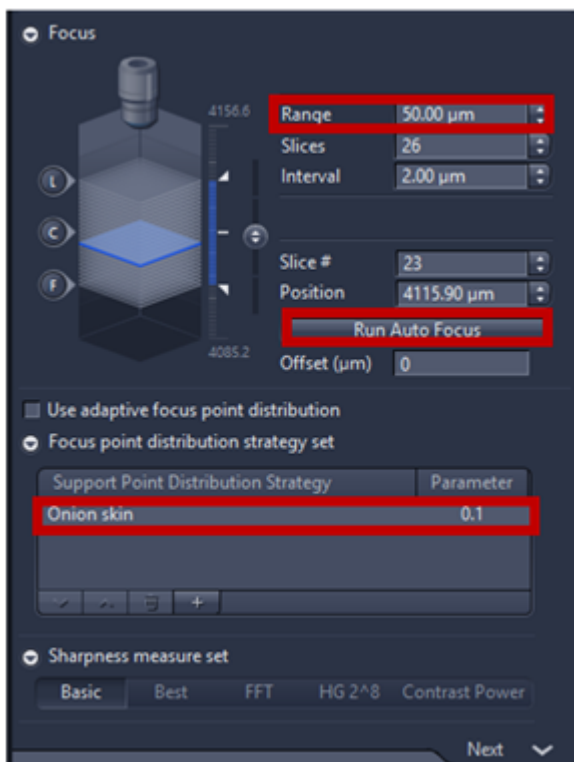 Focus
4156.6
Range 50.00 µm
Slices 26
L
Interval 2.00 µm
C
Slice # 23
F
Position 4115.90 µm
Run Auto Focus
4085.2
Offset (µm) 0
Use adaptive focus point distribution
Focus point distribution strategy set
Support Point Distribution Strategy Parameter
Onion skin 0.1
+
Sharpness measure set
Basic Best FFT HG 2^8 Contrast Power
Next